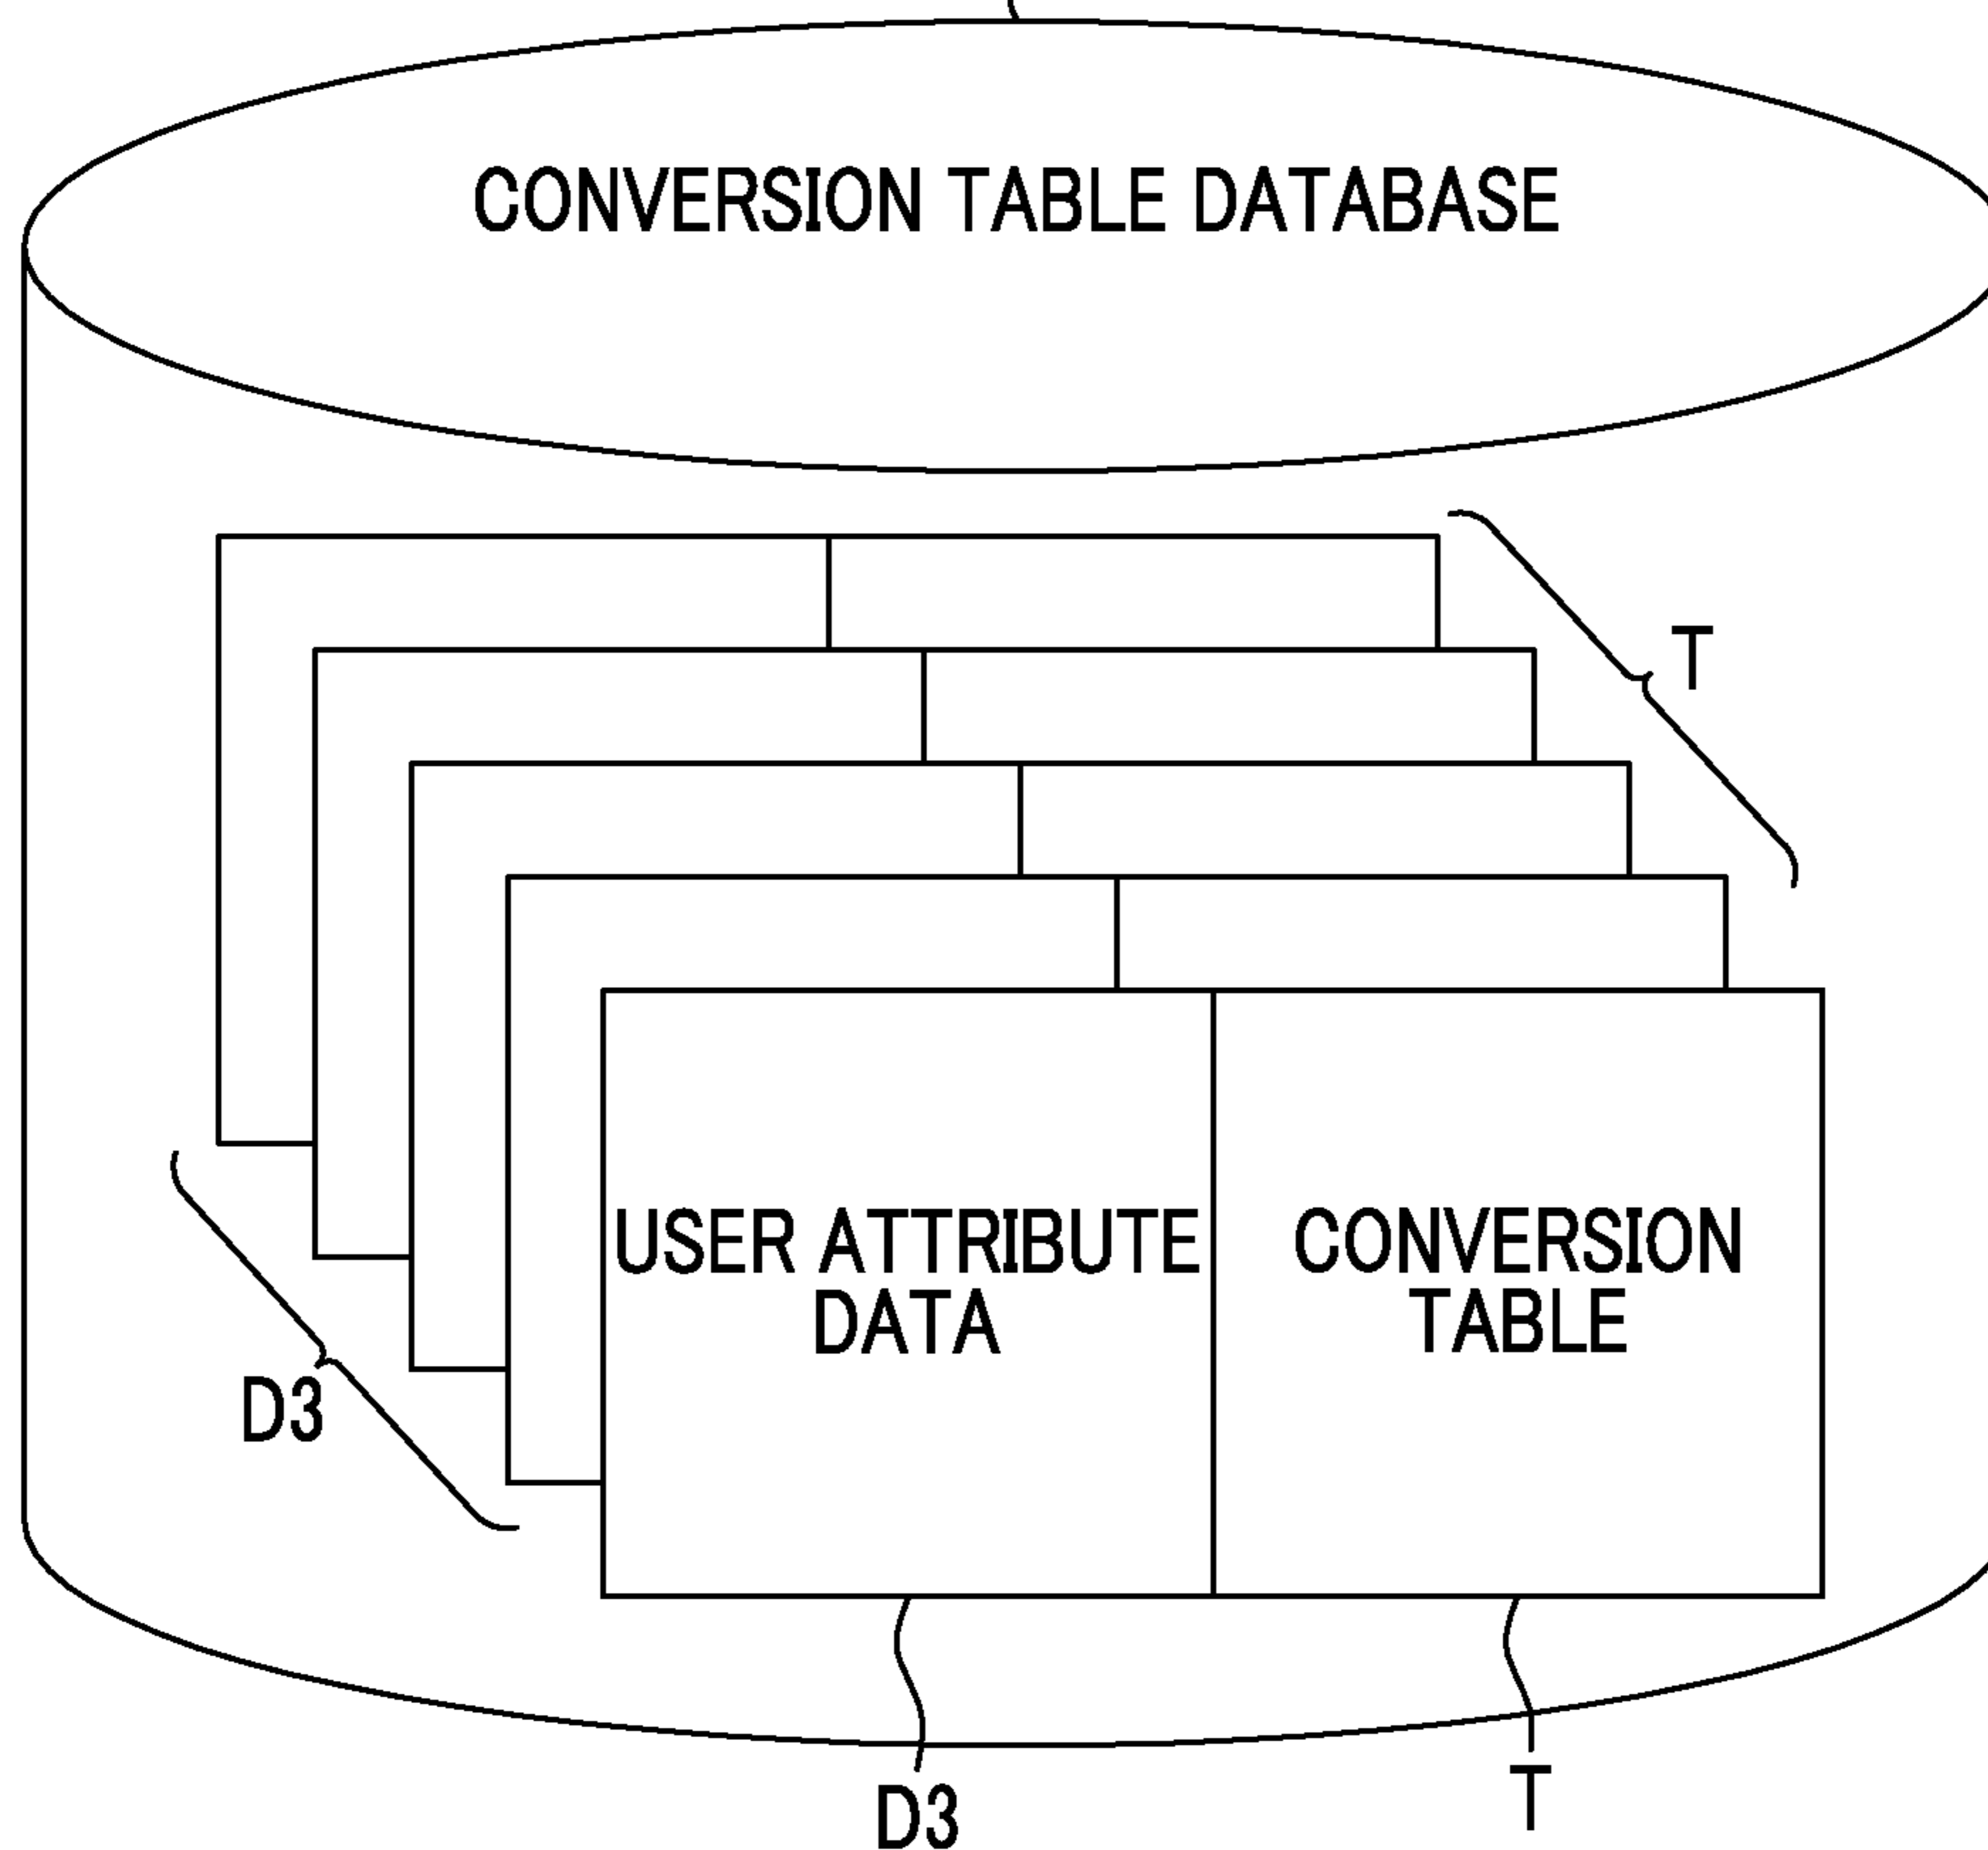 CONVERSION TABLE DATABASE
T
USER ATTRIBUTE
DATA
CONVERSION
TABLE
D3
D3
T